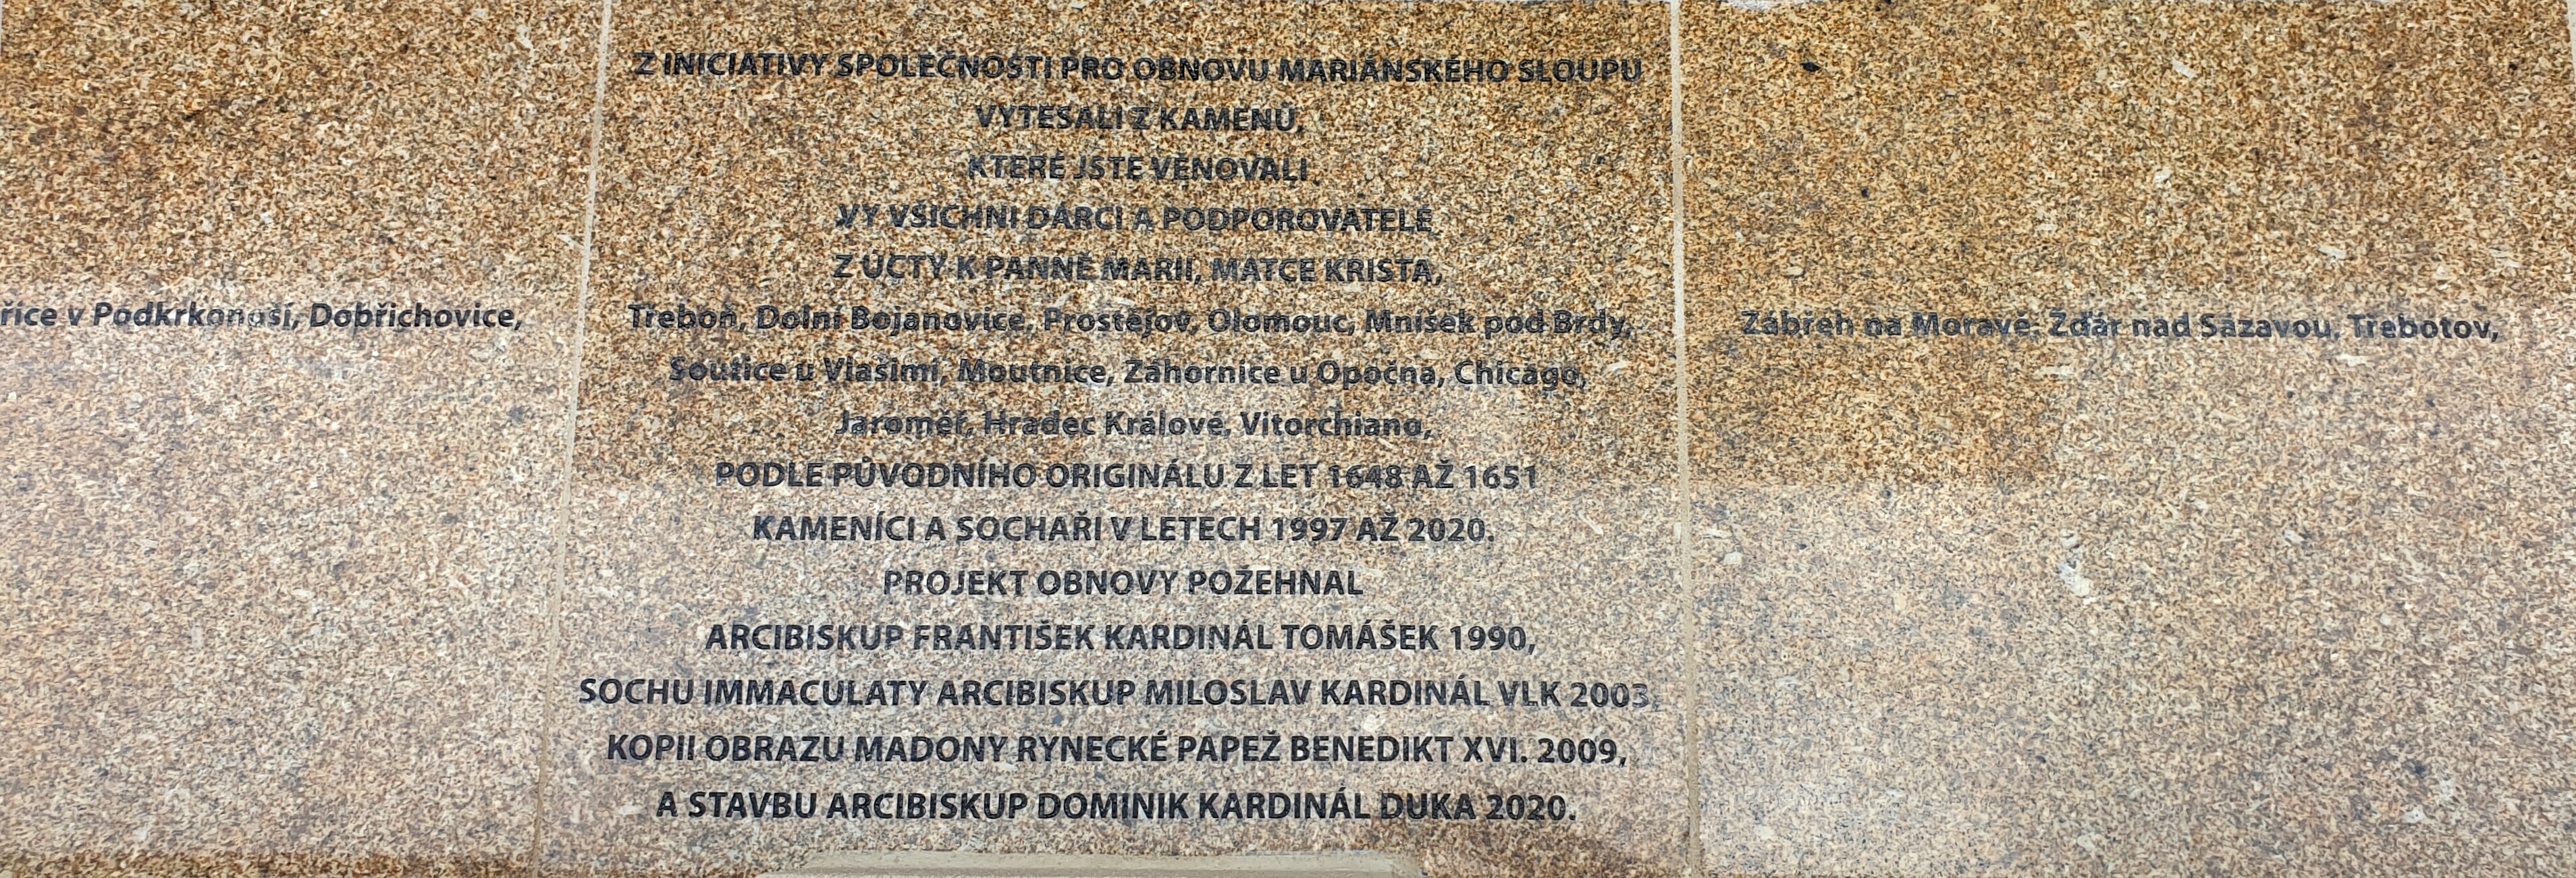 Z INICIATIVY SPOLEČNOSTI PRO OBNOVU MARIÁNSKÉHO SLOUPU
VYTESALI Z KAMENŮ,
KTERÉ JSTE VĚNOVALI
VY VŠICHNI DÁRCI A PODPOROVATELÉ
Z ÚCTY K PANNĚ MARII, MATCE KRISTA,
řice v Podkrkonoší, Dobřichovice,
Třeboň, Dolní Bojanovice, Prostějov, Olomouc, Mníšek pod Brdy,
Zábřeh na Moravě, Žďár nad Sázavou, Třebotov,
Soutice u Vlašimi, Moutnice, Záhornice u Opočna, Chicago,
Jaroměř, Hradec Králové, Vitorchiano,
PODLE PŮVODNÍHO ORIGINÁLU Z LET 1648 AŽ 1651
KAMENÍCI A SOCHAŘI V LETECH 1997 AŽ 2020.
PROJEKT OBNOVY POŽEHNAL
ARCIBISKUP FRANTIŠEK KARDINÁL TOMÁŠEK 1990,
SOCHU IMMACULATY ARCIBISKUP MILOSLAV KARDINÁL VLK 2003,
KOPII OBRAZU MADONY RYNECKÉ PAPEŽ BENEDIKT XVI. 2009,
A STAVBU ARCIBISKUP DOMINIK KARDINÁL DUKA 2020.